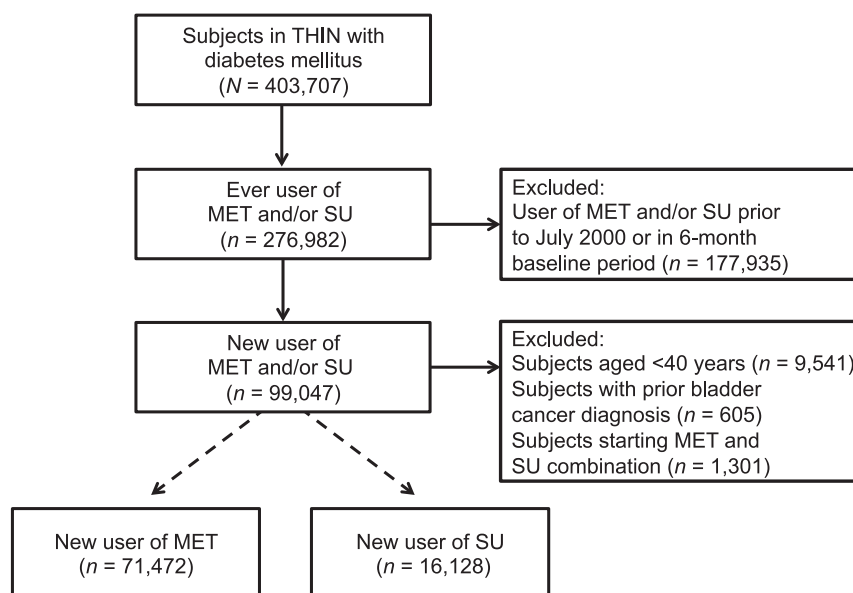 Subjects in THIN with
diabetes mellitus
(N = 403,707)
Ever user of
MET and/or SU
(n = 276,982)
Excluded:
User of MET and/or SU prior
to July 2000 or in 6-month
baseline period (n = 177,935)
New user of
MET and/or SU
(n = 99,047)
Excluded:
Subjects aged <40 years (n = 9,541)
Subjects with prior bladder
cancer diagnosis (n = 605)
Subjects starting MET and
SU combination (n = 1,301)
New user of MET
(n = 71,472)
New user of SU
(n = 16,128)